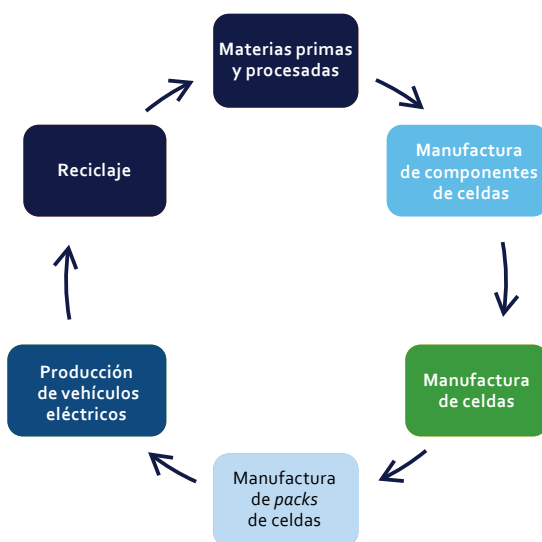 Materias primas
y procesadas
Manufactura
de componentes
de celdas
Manufactura
de celdas
Manufactura
de packs
de celdas
Producción
de vehículos
eléctricos
Reciclaje